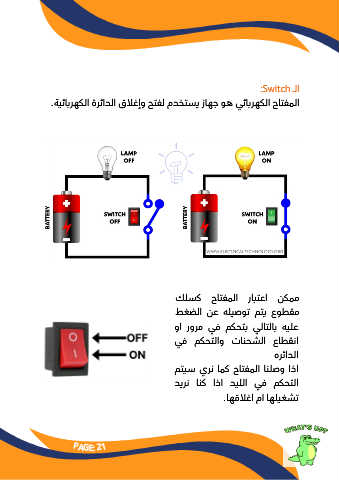 الـ Switch:
المفتاح الكهربائي هو جهاز يستخدم لفتح وإغلاق الدائرة الكهربائية.
LAMP OFF
LAMP ON
BATTERY
SWITCH OFF
BATTERY
SWITCH ON
WWW.ELECTRICALTECHNOLOGY.ORG
ممكن اعتبار المفتاح كسلك
مقطوع يتم توصيله عن الضغط
عليه بالتالي يتحكم في مرور او
انقطاع الشحنات والتحكم في
الدائره
اذا وصلنا المفتاح كما نري سيتم
التحكم في الليد اذا كنا نريد
تشغيلها ام اغلاقها.
OFF
ON
WHAT'S UP?
PAGE: 21